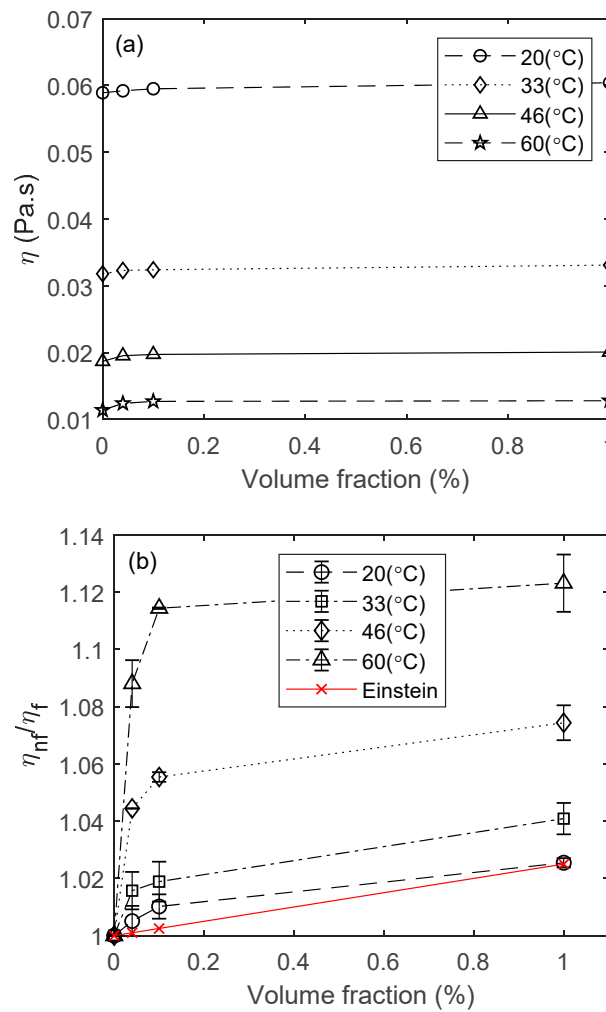 (a)
0.07
0.06
0.05
0.04
0.03
0.02
0.01
η (Pa.s)
20(°C)
33(°C)
46(°C)
60(°C)
0 0.2 0.4 0.6 0.8
Volume fraction (%)
(b)
1.14
1.12
1.1
1.08
1.06
1.04
1.02
1
ηnf/ηf
20(°C)
33(°C)
46(°C)
60(°C)
Einstein
0 0.2 0.4 0.6 0.8 1
Volume fraction (%)